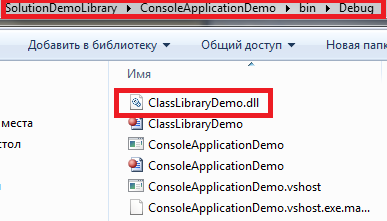 SolutionDemoLibrary ▸ ConsoleApplicationDemo ▸ bin ▸ Debug
Добавить в библиотеку ▾ Общий доступ ▾ Новая пап
Имя
ClassLibraryDemo.dll
места ClassLibraryDemo
стол ConsoleApplicationDemo
ConsoleApplicationDemo
ConsoleApplicationDemo.vshost
ConsoleApplicationDemo.vshost.exe.ma...